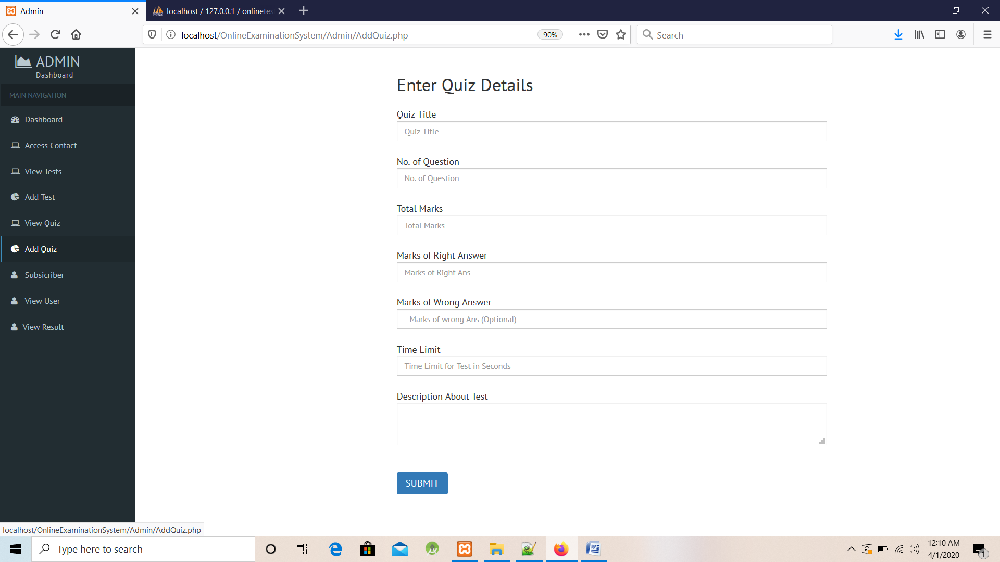 Admin
localhost / 127.0.0.1 / onlinetes
localhost/OnlineExaminationSystem/Admin/AddQuiz.php
90%
Search
ADMIN
Dashboard
MAIN NAVIGATION
Dashboard
Access Contact
View Tests
Add Test
View Quiz
Add Quiz
Subsicriber
View User
View Result
Enter Quiz Details
Quiz Title
Quiz Title
No. of Question
No. of Question
Total Marks
Total Marks
Marks of Right Answer
Marks of Right Ans
Marks of Wrong Answer
- Marks of wrong Ans (Optional)
Time Limit
Time Limit for Test in Seconds
Description About Test
SUBMIT
localhost/OnlineExaminationSystem/Admin/AddQuiz.php
Type here to search
12:10 AM
4/1/2020
1